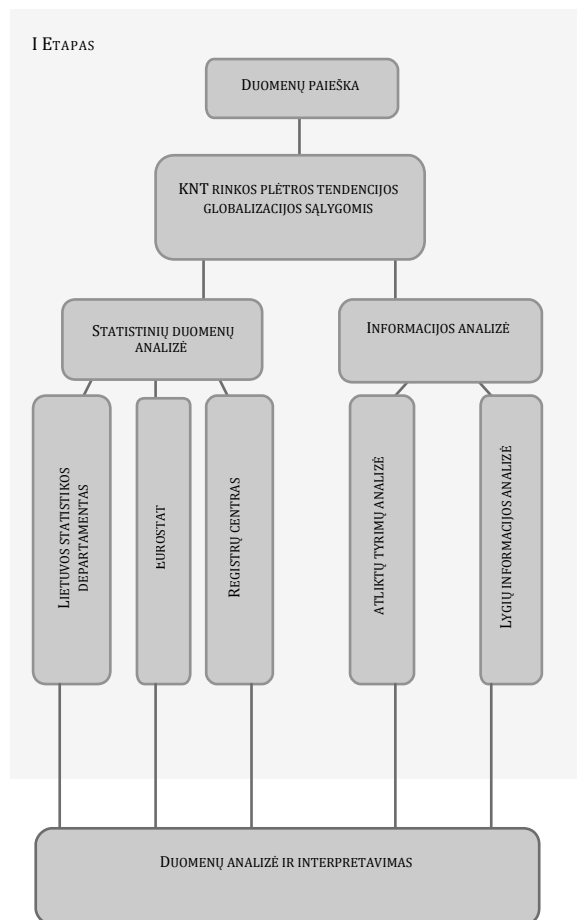 I Etapas
Duomenų paieška
KNT rinkos plėtros tendencijos
globalizacijos sąlygomis
Statistinių duomenų
analizė
Informacijos analizė
Lietuvos statistikos
departamentas
Eurostat
Registrų centras
atliktų tyrimų analizė
Lygių informacijos analizė
Duomenų analizė ir interpretavimas